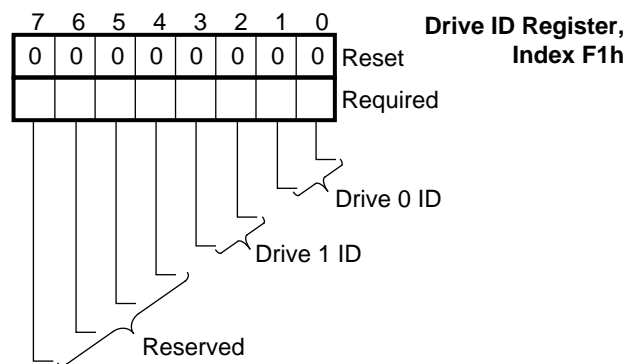 7 6 5 4 3 2 1 0
Drive ID Register,
Index F1h
0 0 0 0 0 0 0 0 Reset
Required
Drive 0 ID
Drive 1 ID
Reserved